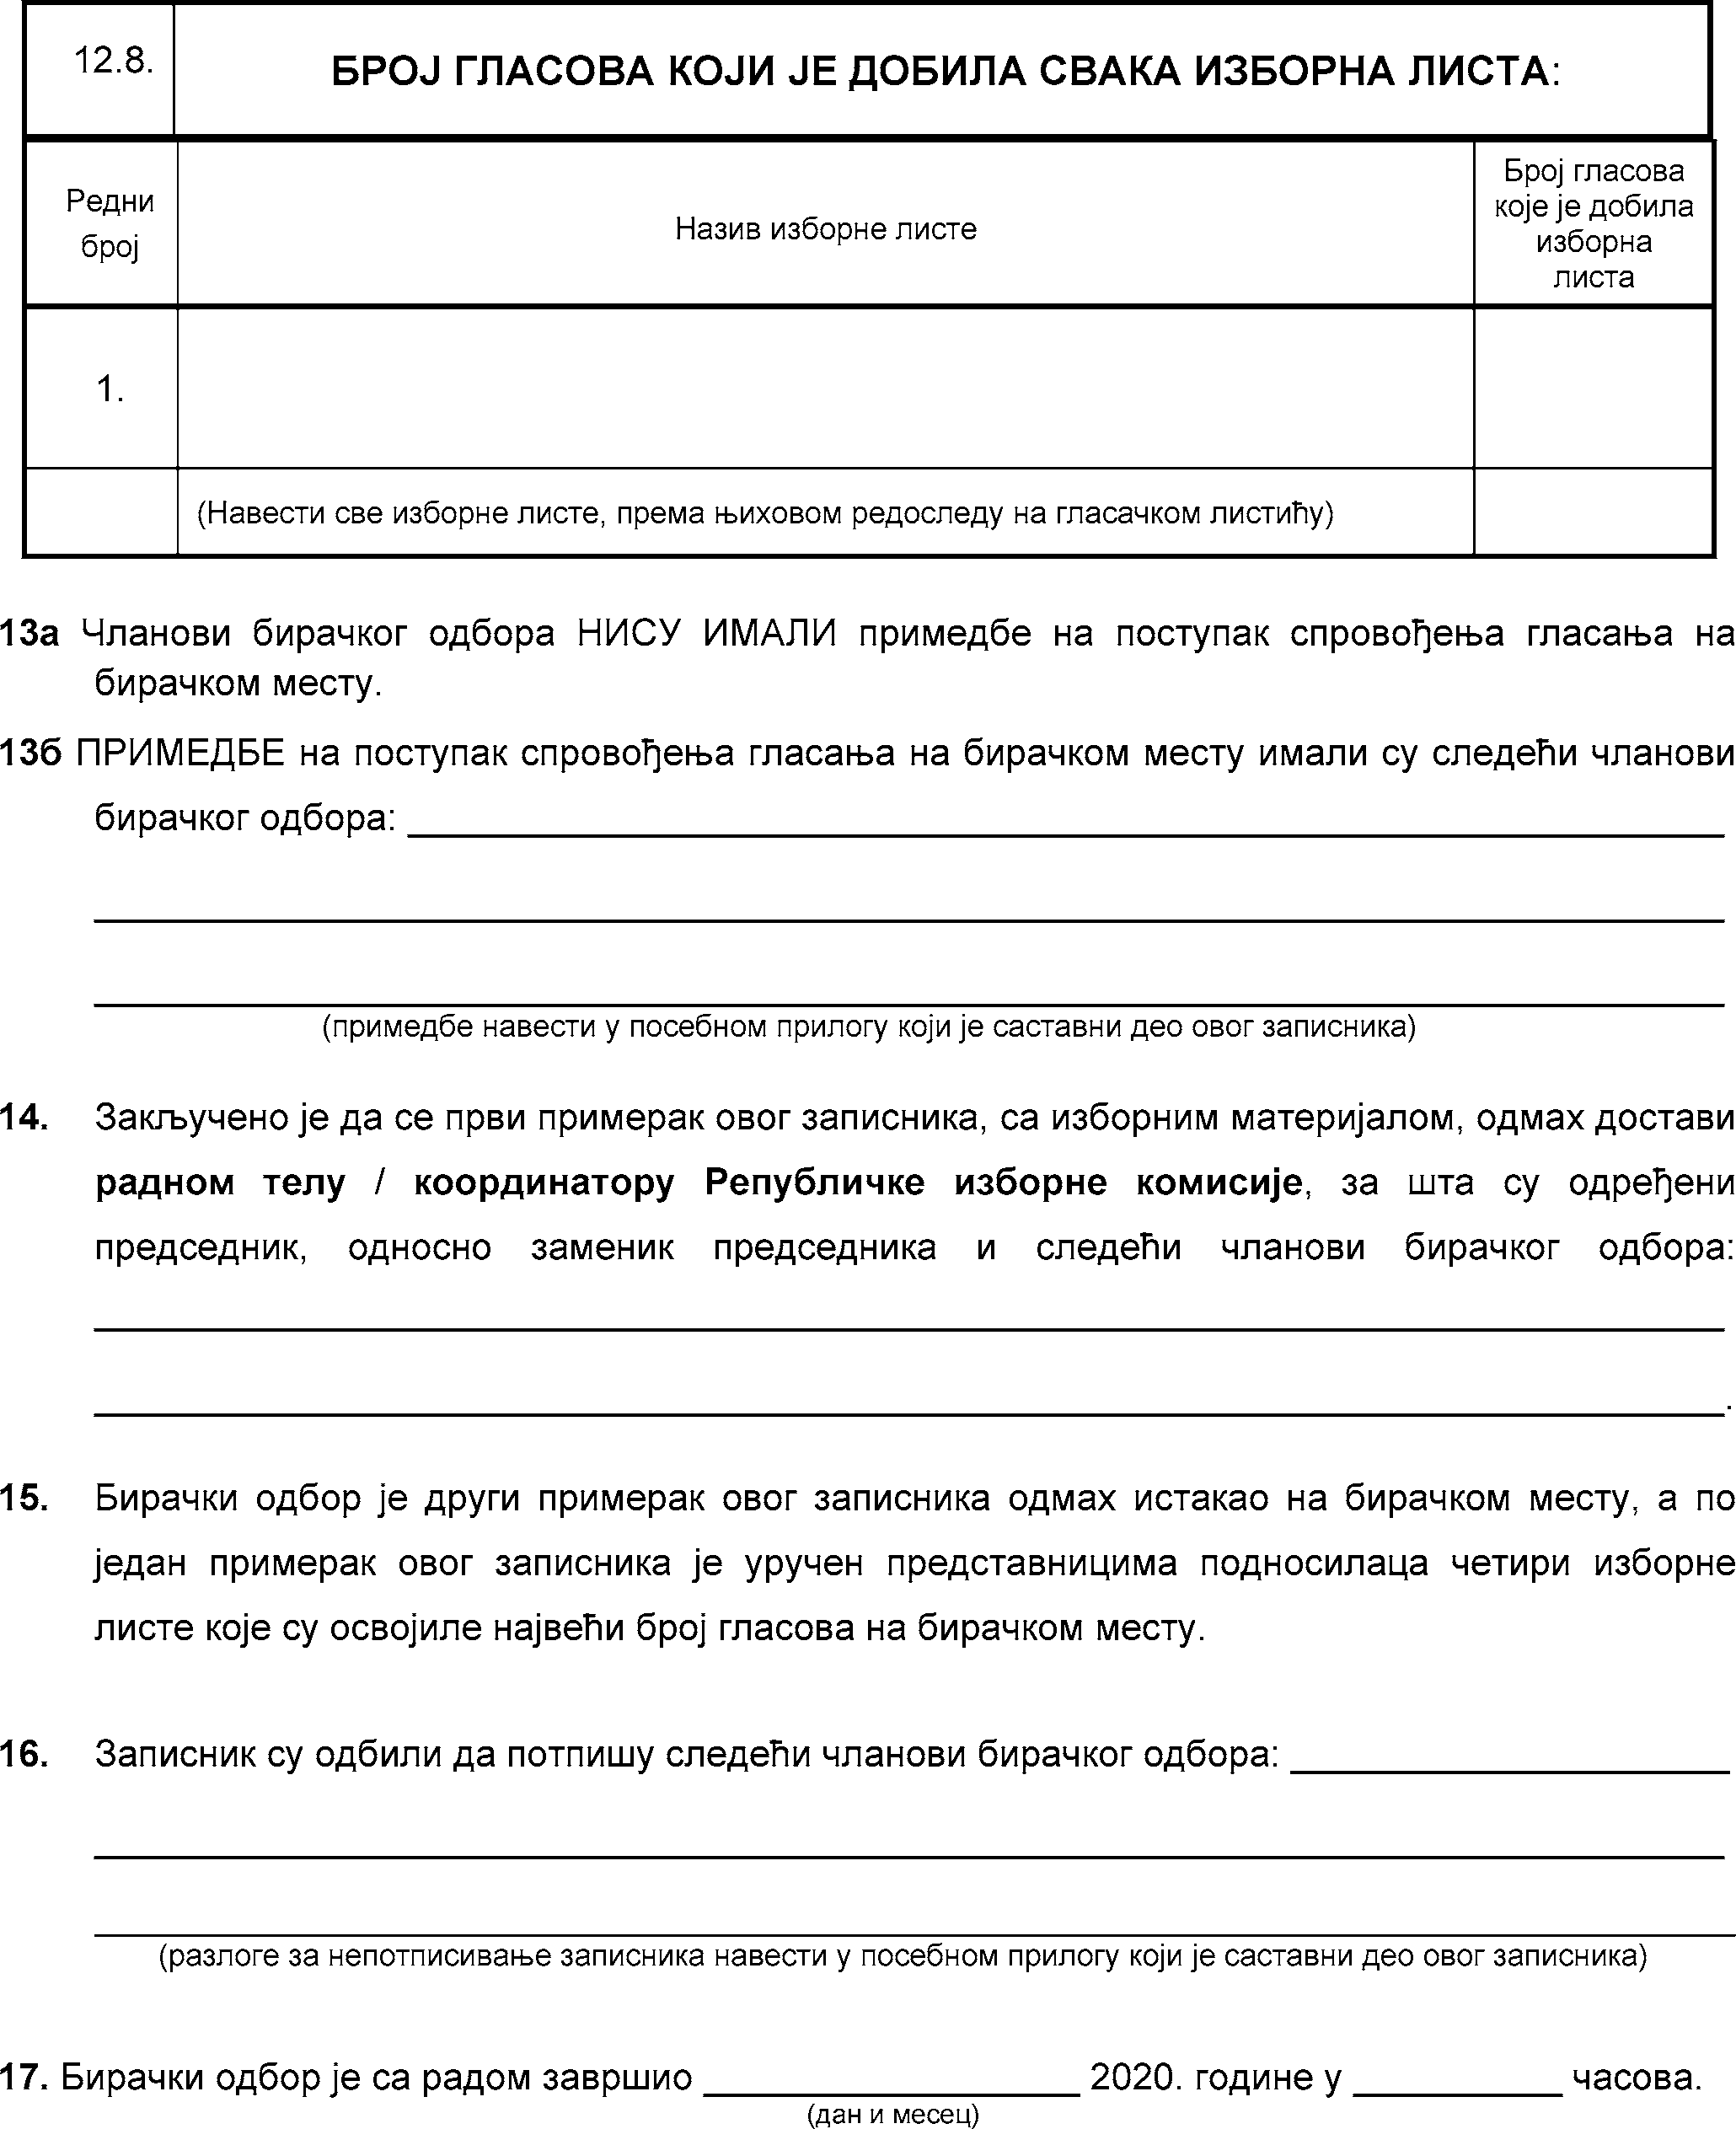 12.8.
БРОЈ ГЛАСОВА КОЈИ ЈЕ ДОБИЛА СВАКА ИЗБОРНА ЛИСТА:
Редни
број
Назив изборне листе
Број гласова
које је добила
изборна
листа
1.
(Навести све изборне листе, према њиховом редоследу на гласачком листићу)
13а Чланови бирачког одбора НИСУ ИМАЛИ примедбе на поступак спровођења гласања на
бирачком месту.
13б ПРИМЕДБЕ на поступак спровођења гласања на бирачком месту имали су следећи чланови
бирачког одбора:
(примедбе навести у посебном прилогу који је саставни део овог записника)
14. Закључено је да се први примерак овог записника, са изборним материјалом, одмах достави
радном телу / координатору Републичке изборне комисије, за шта су одређени
председник, односно заменик председника и следећи чланови бирачког одбора:
.
15. Бирачки одбор је други примерак овог записника одмах истакао на бирачком месту, а по
један примерак овог записника је уручен представницима подносилаца четири изборне
листе које су освојиле највећи број гласова на бирачком месту.
16. Записник су одбили да потпишу следећи чланови бирачког одбора:
(разлоге за непотписивање записника навести у посебном прилогу који је саставни део овог записника)
17. Бирачки одбор је са радом завршио __________ 2020. године у __________ часова.
(дан и месец)